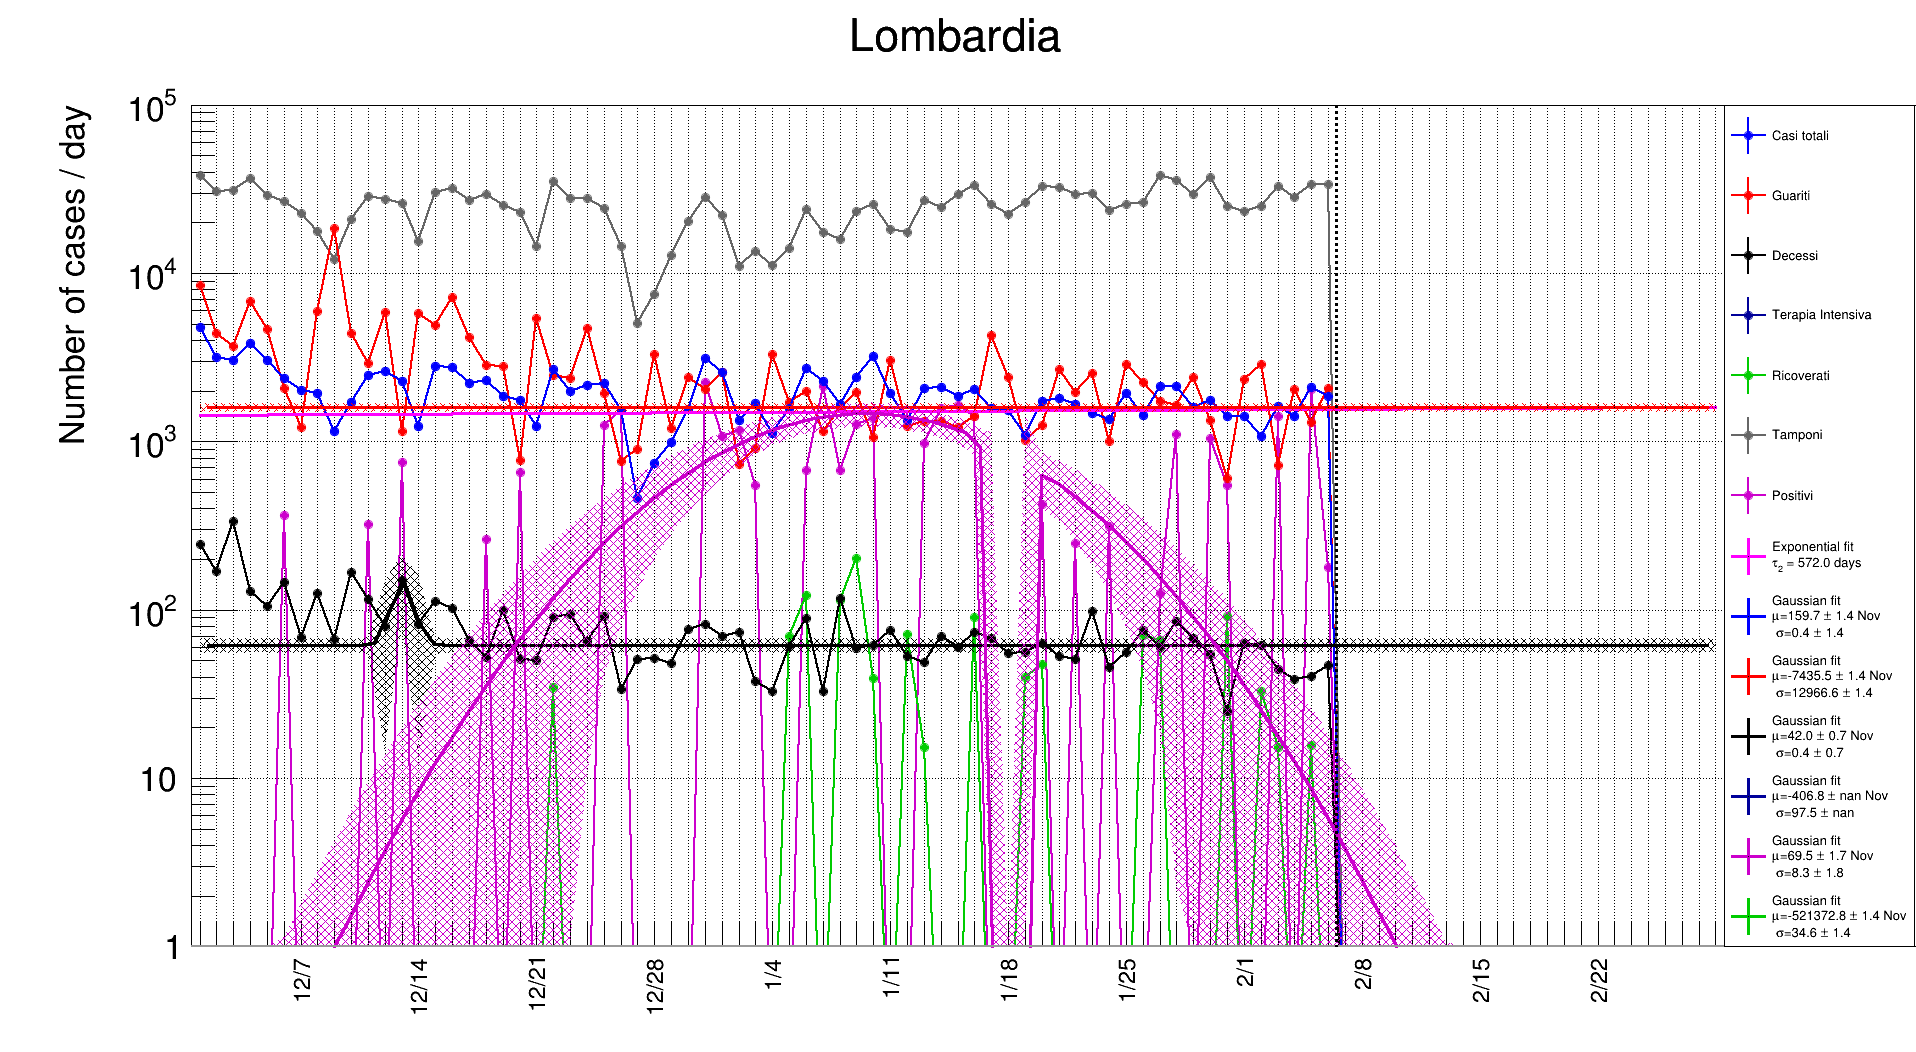 Lombardia
Number of cases / day
10^5
10^4
10^3
10^2
10
1
12/7
12/14
12/21
12/28
1/4
1/11
1/18
1/25
2/1
2/8
2/15
2/22
Casi totali
Guariti
Decessi
Terapia Intensiva
Ricoverati
Tamponi
Positivi
Exponential fit
τ_2 = 572.0 days
Gaussian fit
μ=159.7 ± 1.4 Nov
σ=0.4 ± 1.4
Gaussian fit
μ=-7435.5 ± 1.4 Nov
σ=12966.6 ± 1.4
Gaussian fit
μ=42.0 ± 0.7 Nov
σ=0.4 ± 0.7
Gaussian fit
μ=-406.8 ± nan Nov
σ=97.5 ± nan
Gaussian fit
μ=69.5 ± 1.7 Nov
σ=8.3 ± 1.8
Gaussian fit
μ=-521372.8 ± 1.4 Nov
σ=34.6 ± 1.4